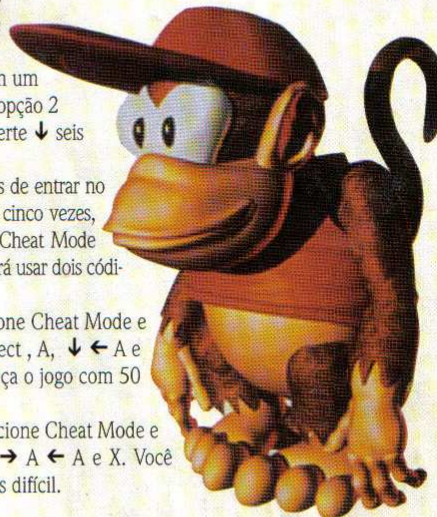 m um
opção 2
erte ↓ seis
s de entrar no
cinco vezes,
Cheat Mode
rá usar dois códi-
one Cheat Mode e
ect , A, ↓ ← A e
ça o jogo com 50
cione Cheat Mode e
→ A ← A e X. Você
s difícil.